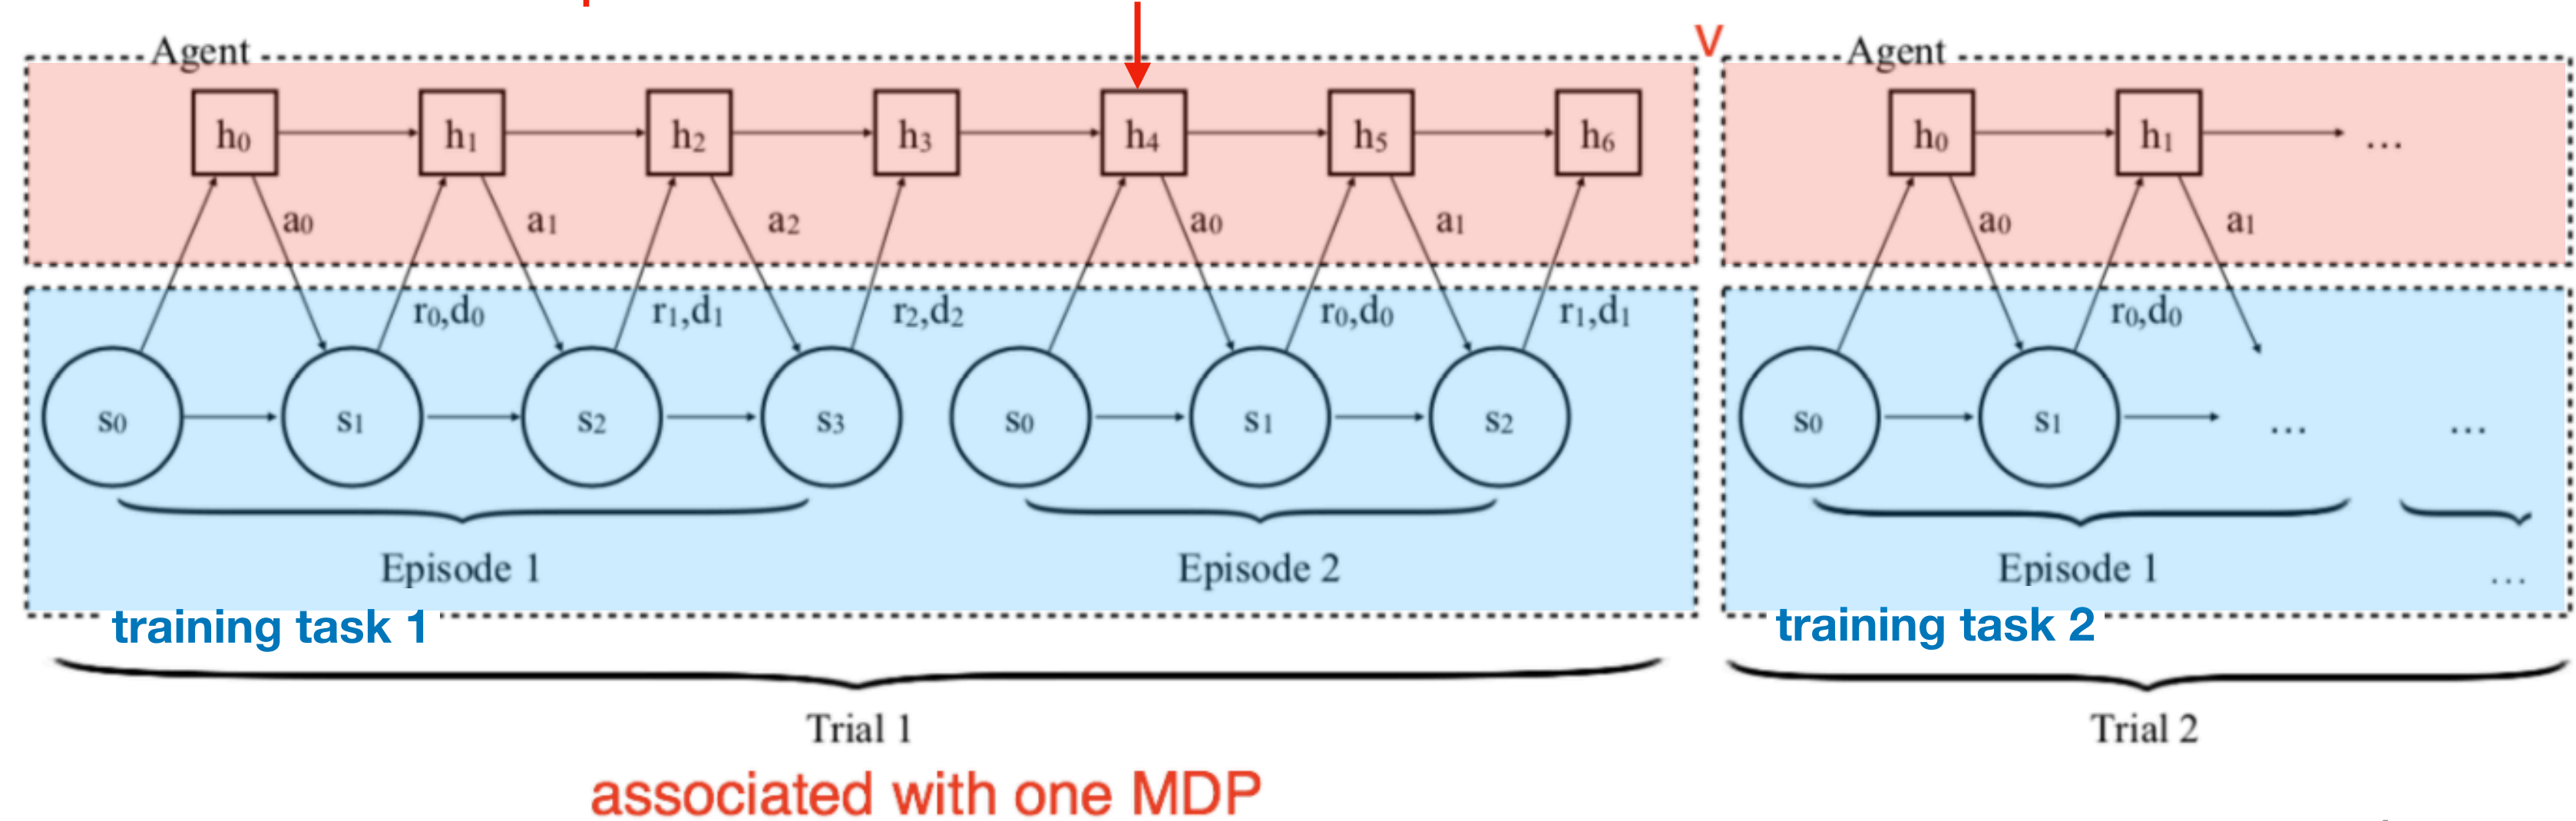 Agent
v
Agent
h0 h1 h2 h3 h4 h5 h6 h0 h1 ...
a0 a1 a2 a0 a1 a0 a1
r0,d0 r1,d1 r2,d2 r0,d0 r1,d1 r0,d0
s0 s1 s2 s3 s0 s1 s2 s0 s1 ... ...
Episode 1 Episode 2 Episode 1 ...
training task 1 training task 2
Trial 1 Trial 2
associated with one MDP